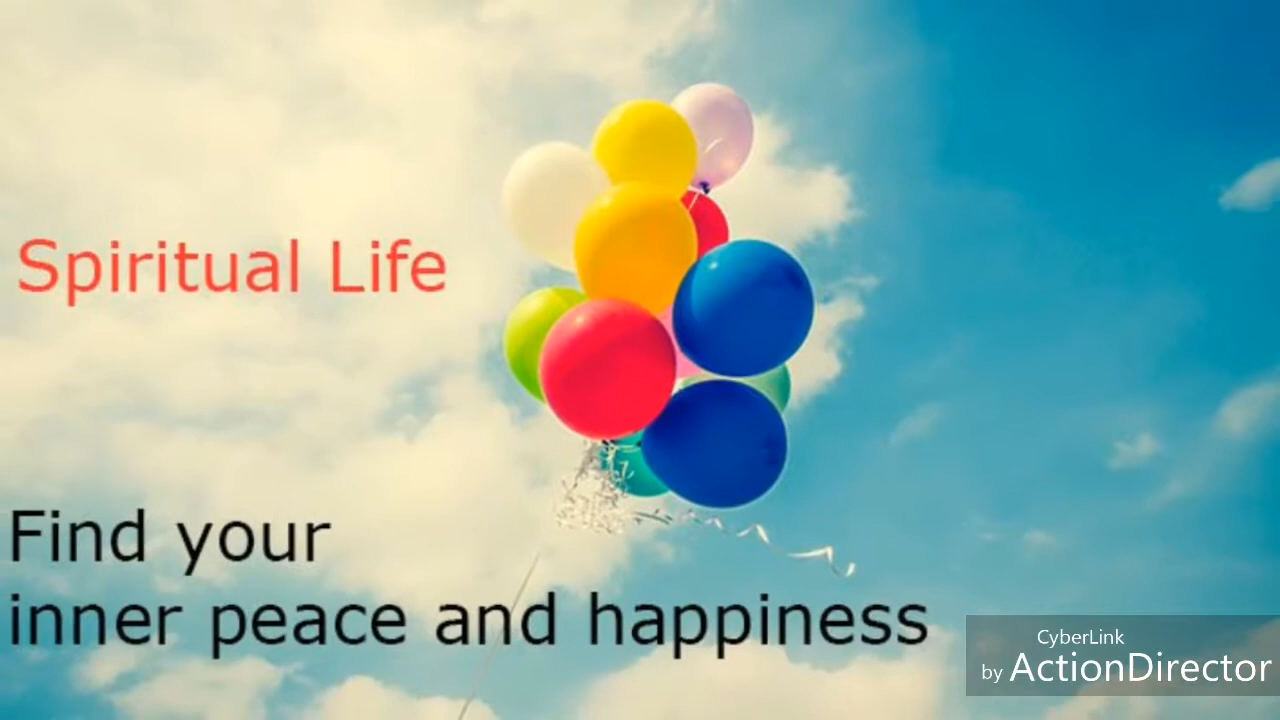 Spiritual Life
Find your
inner peace and happiness
CyberLink
by ActionDirector